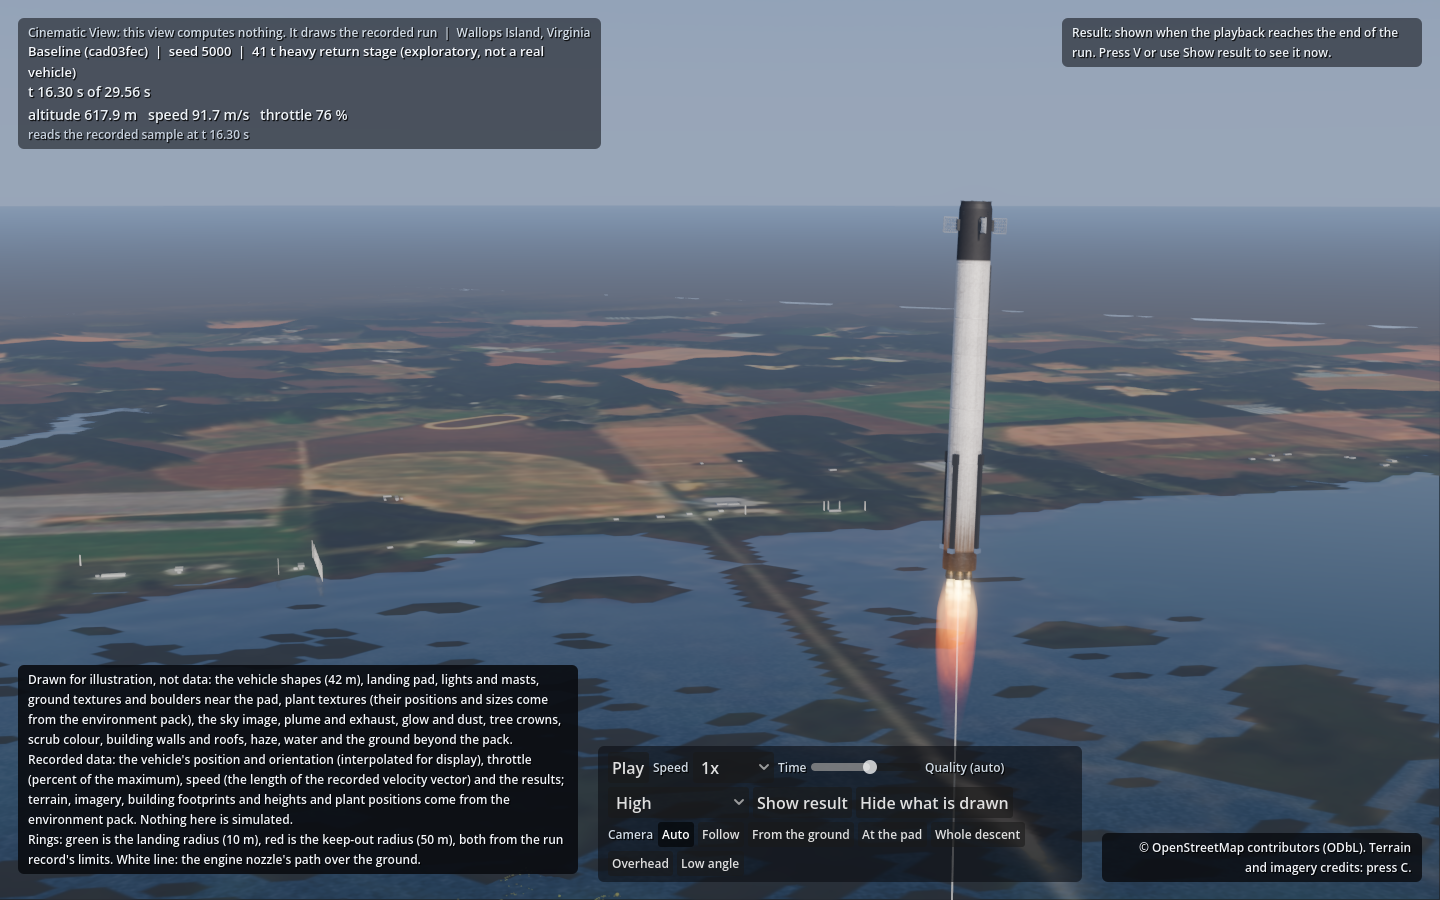 Cinematic View: this view computes nothing. It draws the recorded run | Wallops Island, Virginia
Baseline (cad03fec) | seed 5000 | 41 t heavy return stage (exploratory, not a real
vehicle)
t 16.30 s of 29.56 s
altitude 617.9 m speed 91.7 m/s throttle 76 %
reads the recorded sample at t 16.30 s
Result: shown when the playback reaches the end of the
run. Press V or use Show result to see it now.
Drawn for illustration, not data: the vehicle shapes (42 m), landing pad, lights and masts,
ground textures and boulders near the pad, plant textures (their positions and sizes come
from the environment pack), the sky image, plume and exhaust, glow and dust, tree crowns,
scrub colour, building walls and roofs, haze, water and the ground beyond the pack.
Recorded data: the vehicle's position and orientation (interpolated for display), throttle
(percent of the maximum), speed (the length of the recorded velocity vector) and the results;
terrain, imagery, building footprints and heights and plant positions come from the
environment pack. Nothing here is simulated.
Rings: green is the landing radius (10 m), red is the keep-out radius (50 m), both from the run
record's limits. White line: the engine nozzle's path over the ground.
Play Speed 1x Time Quality (auto)
High Show result Hide what is drawn
Camera Auto Follow From the ground At the pad Whole descent
Overhead Low angle
© OpenStreetMap contributors (ODbL). Terrain
and imagery credits: press C.